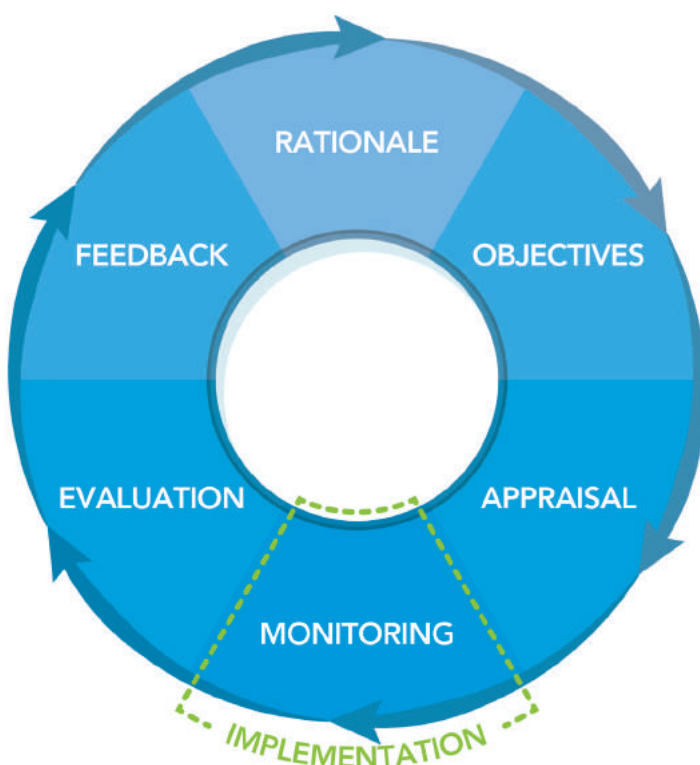 RATIONALE
OBJECTIVES
APPRAISAL
MONITORING
IMPLEMENTATION
EVALUATION
FEEDBACK